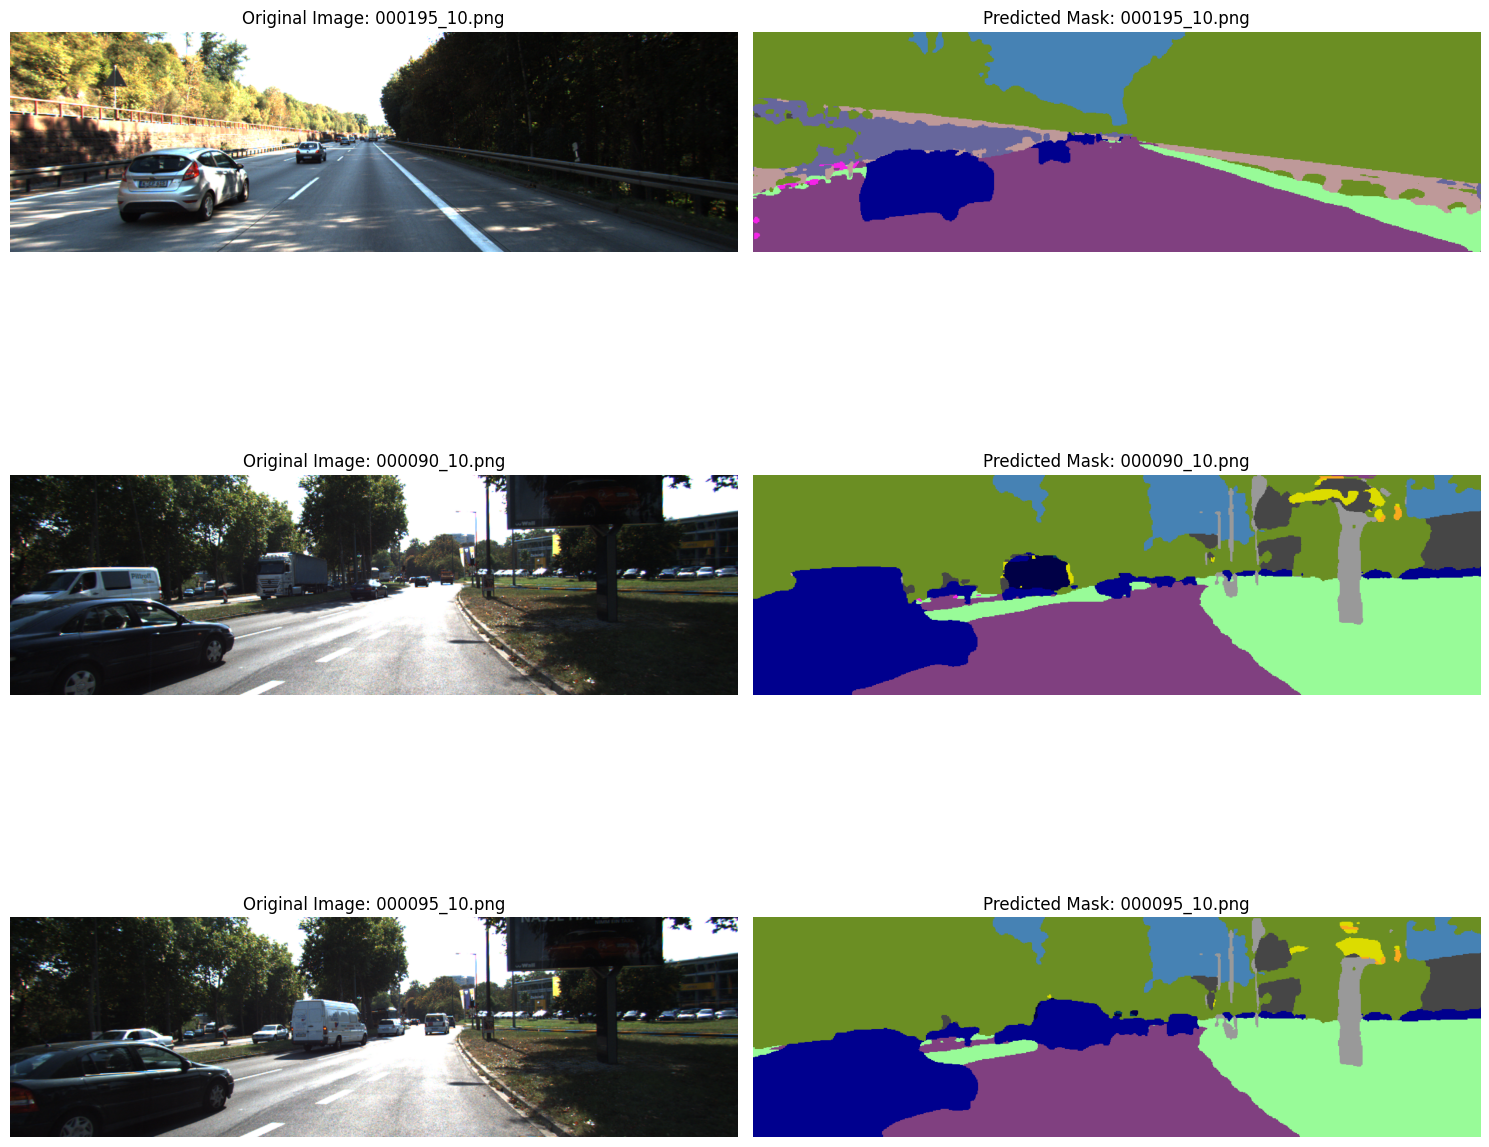 Original Image: 000195_10.png
Predicted Mask: 000195_10.png
Original Image: 000090_10.png
Predicted Mask: 000090_10.png
Original Image: 000095_10.png
Predicted Mask: 000095_10.png